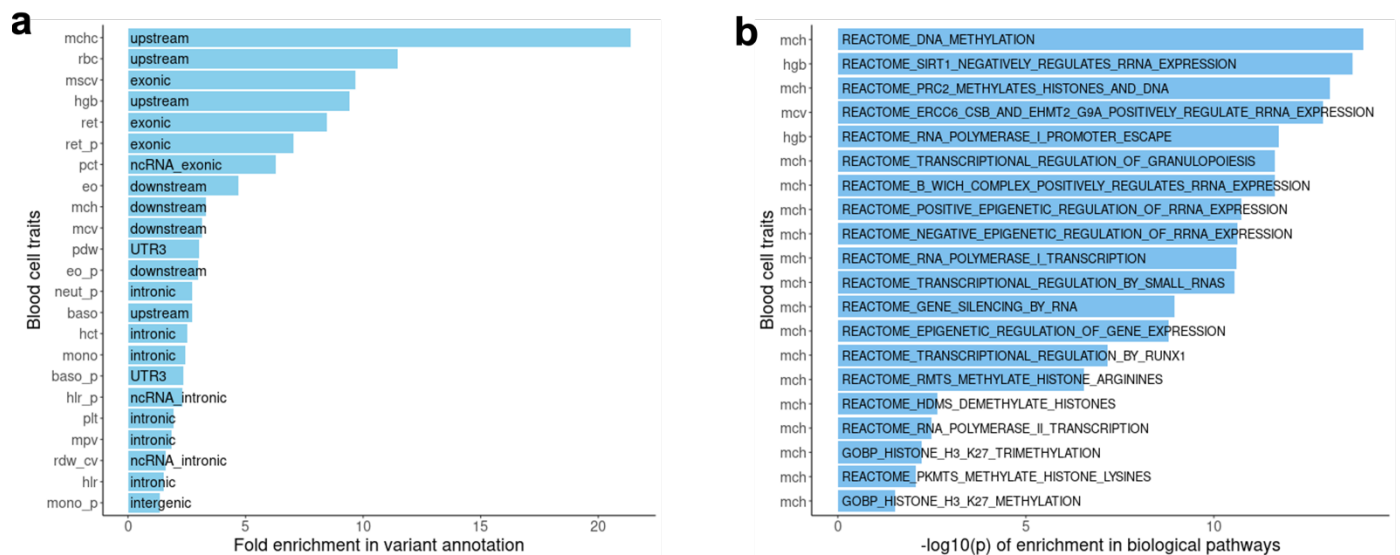 a
mchc upstream
rbc upstream
mscv exonic
hgb upstream
ret exonic
ret_p exonic
pct ncRNA_exonic
eo downstream
mch downstream
mcv downstream
pdw UTR3
eo_p downstream
neut_p intronic
baso upstream
hct intronic
mono intronic
baso_p UTR3
hlr_p ncRNA_intronic
plt intronic
mpv intronic
rdw_cv ncRNA_intronic
hlr intronic
mono_p intergenic
0 5 10 15 20
Fold enrichment in variant annotation
Blood cell traits
b
mch REACTOME_DNA_METHYLATION
hgb REACTOME_SIRT1_NEGATIVELY_REGULATES_RRNA_EXPRESSION
mch REACTOME_PRC2_METHYLATES_HISTONES_AND_DNA
mcv REACTOME_ERCC6_CSB_AND_EHMT2_G9A_POSITIVELY_REGULATE_RRNA_EXPRESSION
hgb REACTOME_RNA_POLYMERASE_I_PROMOTER_ESCAPE
mch REACTOME_TRANSCRIPTIONAL_REGULATION_OF_GRANULOPOIESIS
mch REACTOME_B_WICH_COMPLEX_POSITIVELY_REGULATES_RRNA_EXPRESSION
mch REACTOME_POSITIVE_EPIGENETIC_REGULATION_OF_RRNA_EXPRESSION
mch REACTOME_NEGATIVE_EPIGENETIC_REGULATION_OF_RRNA_EXPRESSION
mch REACTOME_RNA_POLYMERASE_I_TRANSCRIPTION
mch REACTOME_TRANSCRIPTIONAL_REGULATION_BY_SMALL_RNAS
mch REACTOME_GENE_SILENCING_BY_RNA
mch REACTOME_EPIGENETIC_REGULATION_OF_GENE_EXPRESSION
mch REACTOME_TRANSCRIPTIONAL_REGULATION_BY_RUNX1
mch REACTOME_RMTS_METHYLATE_HISTONE_ARGININES
mch REACTOME_HDMS_DEMETHYLATE_HISTONES
mch REACTOME_RNA_POLYMERASE_II_TRANSCRIPTION
mch GOBP_HISTONE_H3_K27_TRIMETHYLATION
mch REACTOME_PKMTS_METHYLATE_HISTONE_LYSINES
mch GOBP_HISTONE_H3_K27_METHYLATION
0 5 10
-log10(p) of enrichment in biological pathways
Blood cell traits